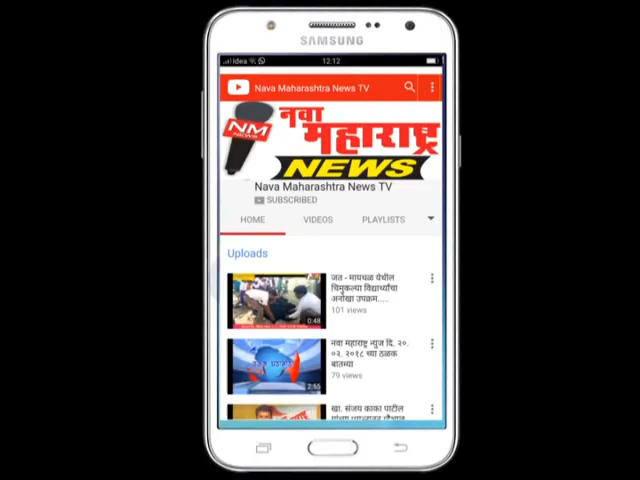 SAMSUNG
Idea 12:12
Nava Maharashtra News TV
नवा
NM
NEWS
महाराष्ट्र
NEWS
Nava Maharashtra News TV
SUBSCRIBED
HOME VIDEOS PLAYLISTS
Uploads
जत - मायथळ येथील
चिमुकल्या विद्यार्थ्यांचा
अनोखा उपक्रम.....
101 views
0:48
नवा महाराष्ट्र न्युज दि. २०.
०२. २०१८ च्या ठळक
बातम्या
79 views
2:55
खा. संजय काका पाटील